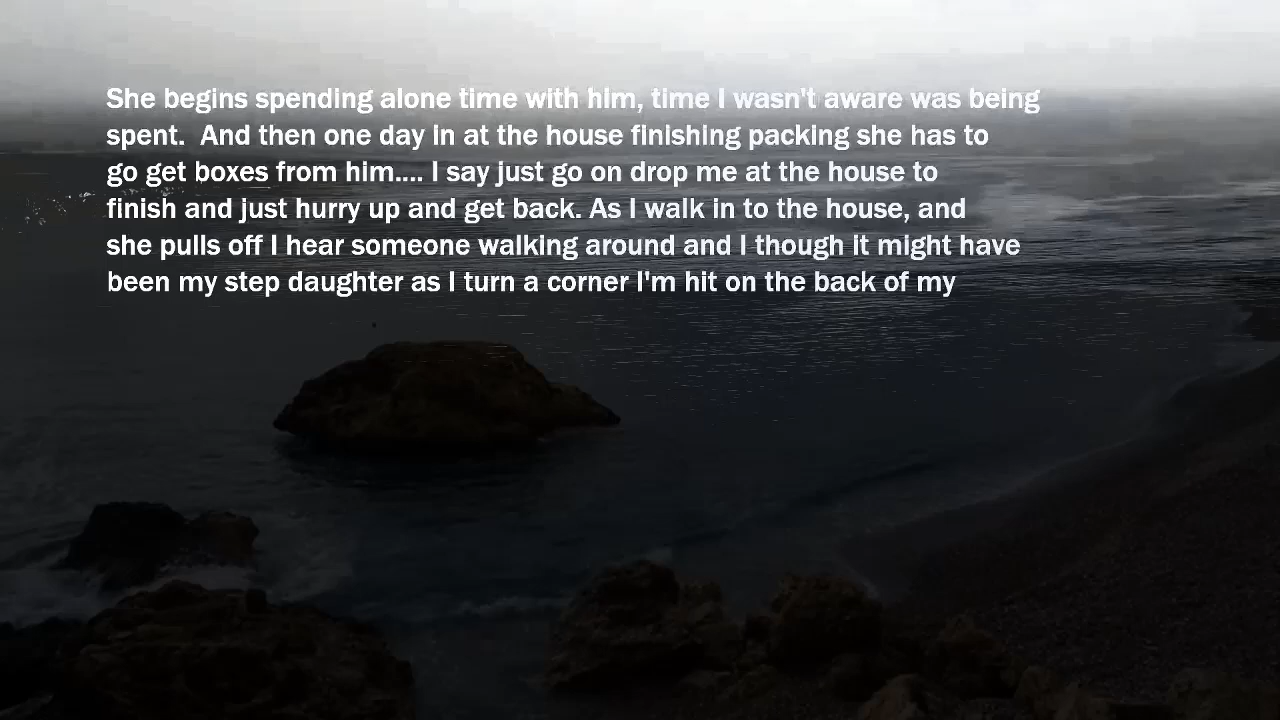 She begins spending alone time with him, time I wasn't aware was being
spent.  And then one day in at the house finishing packing she has to
go get boxes from him.... I say just go on drop me at the house to
finish and just hurry up and get back. As I walk in to the house, and
she pulls off I hear someone walking around and I though it might have
been my step daughter as I turn a corner I'm hit on the back of my